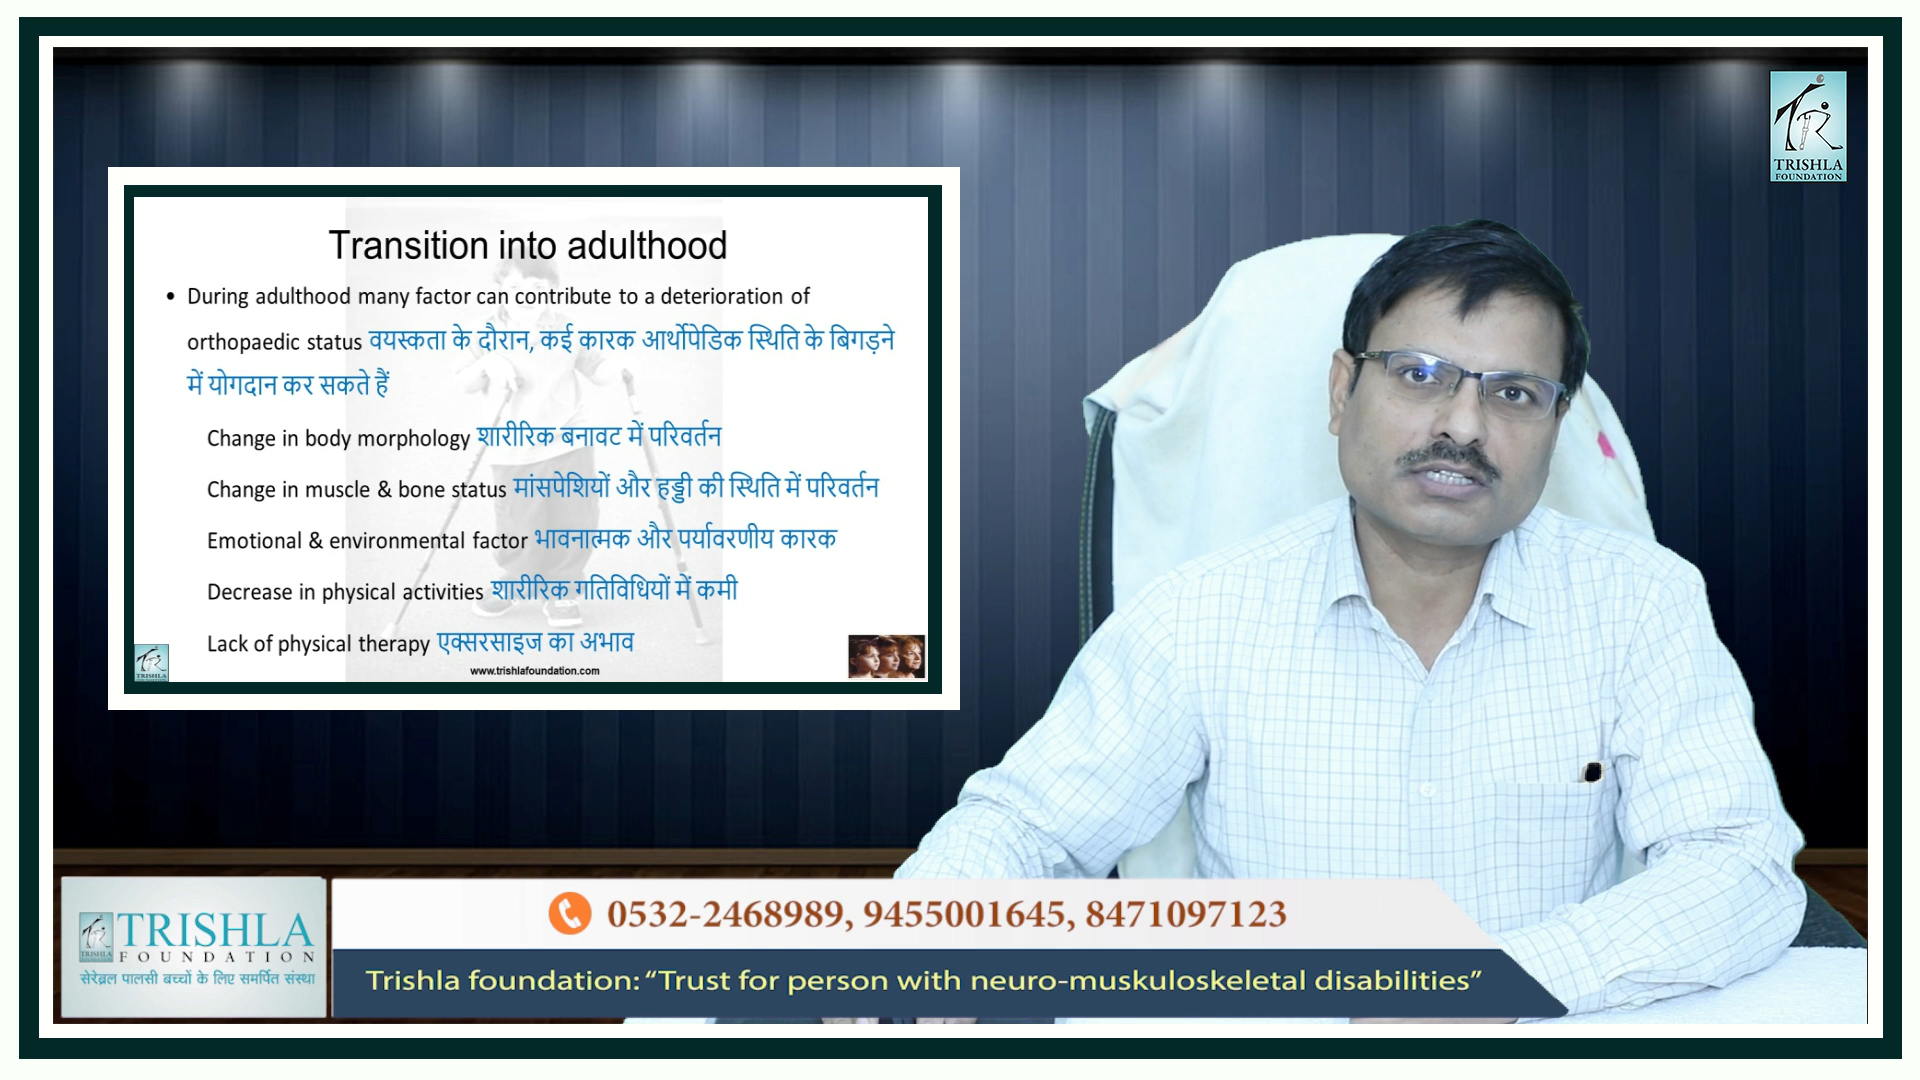 TRISHLA
FOUNDATION
Transition into adulthood
• During adulthood many factor can contribute to a deterioration of
orthopaedic status वयस्कता के दौरान, कई कारक आर्थोपेडिक स्थिति के बिगड़ने
में योगदान कर सकते हैं
Change in body morphology शारीरिक बनावट में परिवर्तन
Change in muscle & bone status मांसपेशियों और हड्डी की स्थिति में परिवर्तन
Emotional & environmental factor भावनात्मक और पर्यावरणीय कारक
Decrease in physical activities शारीरिक गतिविधियों में कमी
Lack of physical therapy एक्सरसाइज का अभाव
TRISHLA
www.trishlafoundation.com
0532-2468989, 9455001645, 8471097123
TRISHLA
TRISHLA
FOUNDATION
सेरेब्रल पालसी बच्चों के लिए समर्पित संस्था
Trishla foundation: “Trust for person with neuro-muskuloskeletal disabilities”